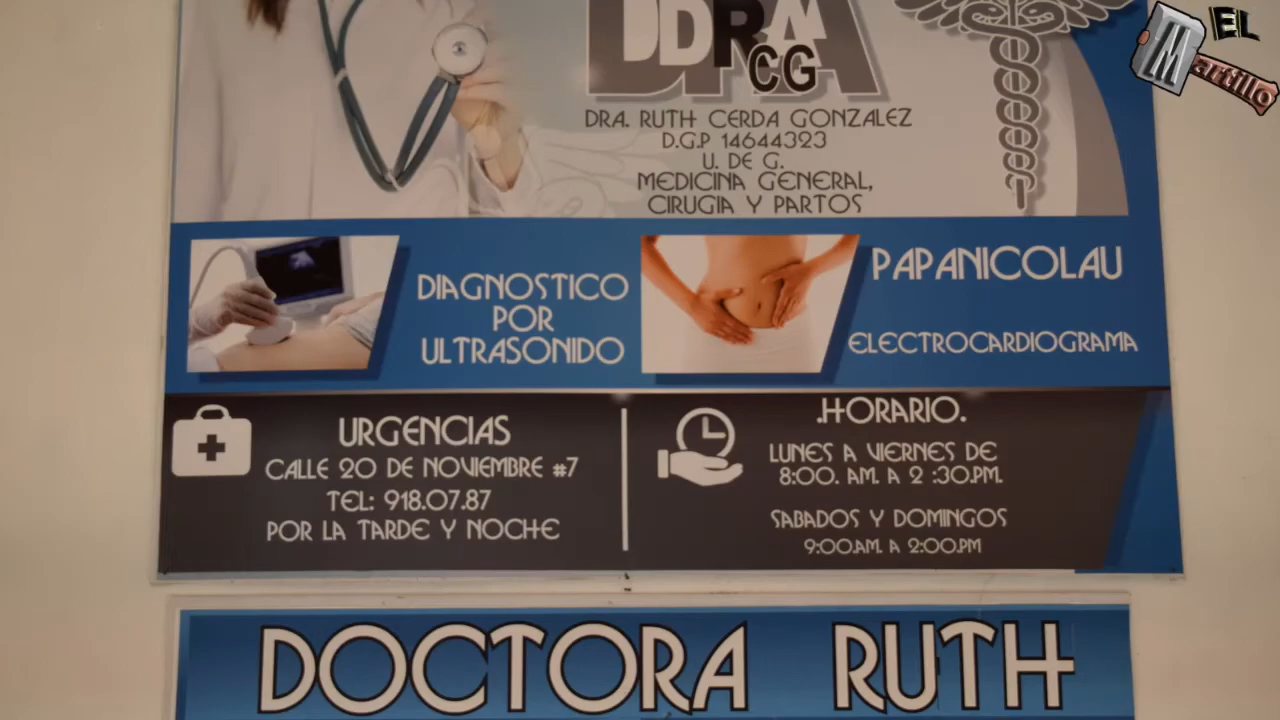 EL
Martillo
DDRA
CG
DRA. RUTH CERDA GONZALEZ
D.G.P 14644323
U. DE G.
MEDICINA GENERAL,
CIRUGIA Y PARTOS
DIAGNOSTICO
POR
ULTRASONIDO
PAPANICOLAU
ELECTROCARDIOGRAMA
URGENCIAS
CALLE 20 DE NOVIEMBRE #7
TEL: 918.07.87
POR LA TARDE Y NOCHE
.HORARIO.
LUNES A VIERNES DE
8:00. AM. A 2 :30.PM.
SABADOS Y DOMINGOS
9:00.AM. A 2:00.PM
DOCTORA RUTH